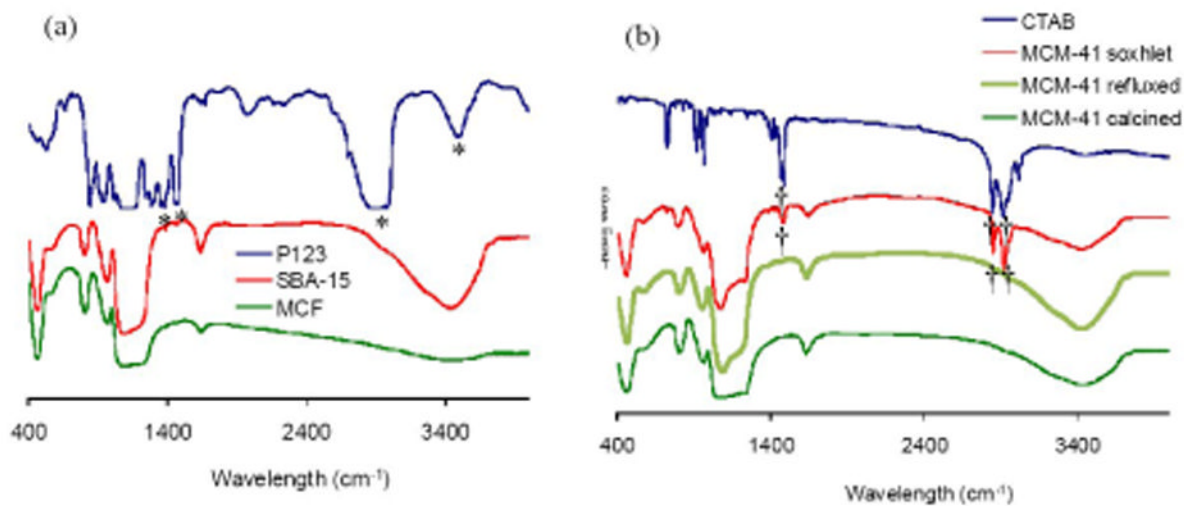 (a)
P123
SBA-15
MCF
400 1400 2400 3400
Wavelength (cm-1)
(b)
CTAB
MCM-41 soxhlet
MCM-41 refluxed
MCM-41 calcined
400 1400 2400 3400
Wavelength (cm-1)